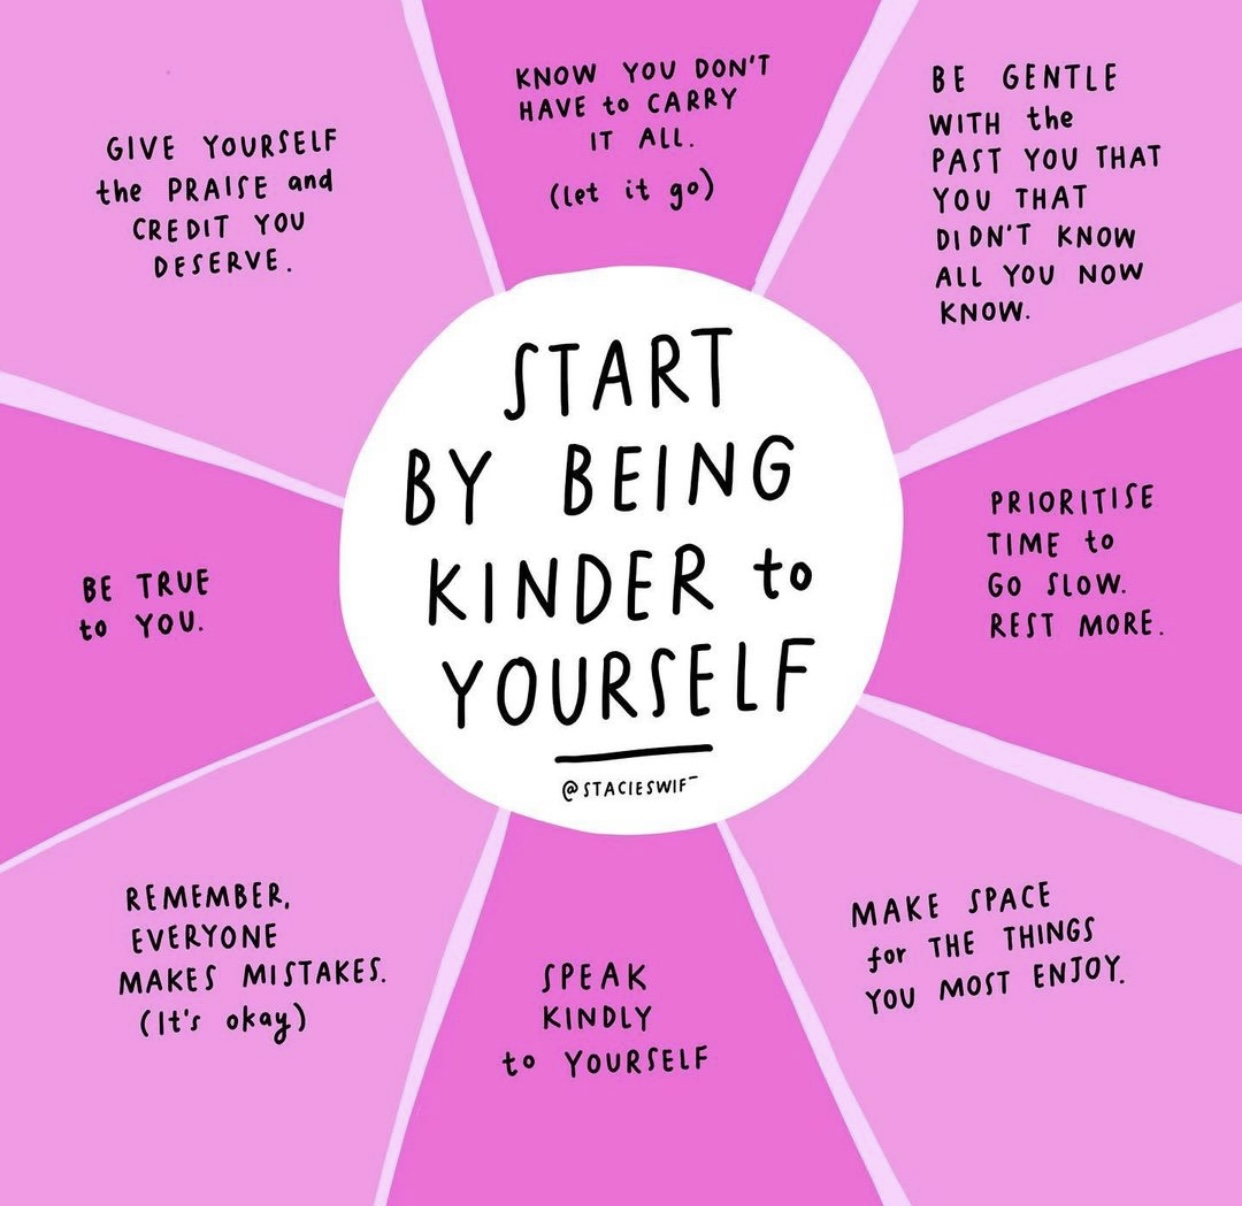 START
BY BEING
KINDER to
YOURSELF
@STACIESWIFT
KNOW YOU DON'T
HAVE to CARRY
IT ALL.
(let it go)
BE GENTLE
WITH the
PAST YOU THAT
YOU THAT
DIDN'T KNOW
ALL YOU NOW
KNOW.
PRIORITISE
TIME to
GO SLOW.
REST MORE.
MAKE SPACE
for THE THINGS
YOU MOST ENJOY.
SPEAK
KINDLY
to YOURSELF
REMEMBER,
EVERYONE
MAKES MISTAKES.
(It's okay)
BE TRUE
to YOU.
GIVE YOURSELF
the PRAISE and
CREDIT YOU
DESERVE.